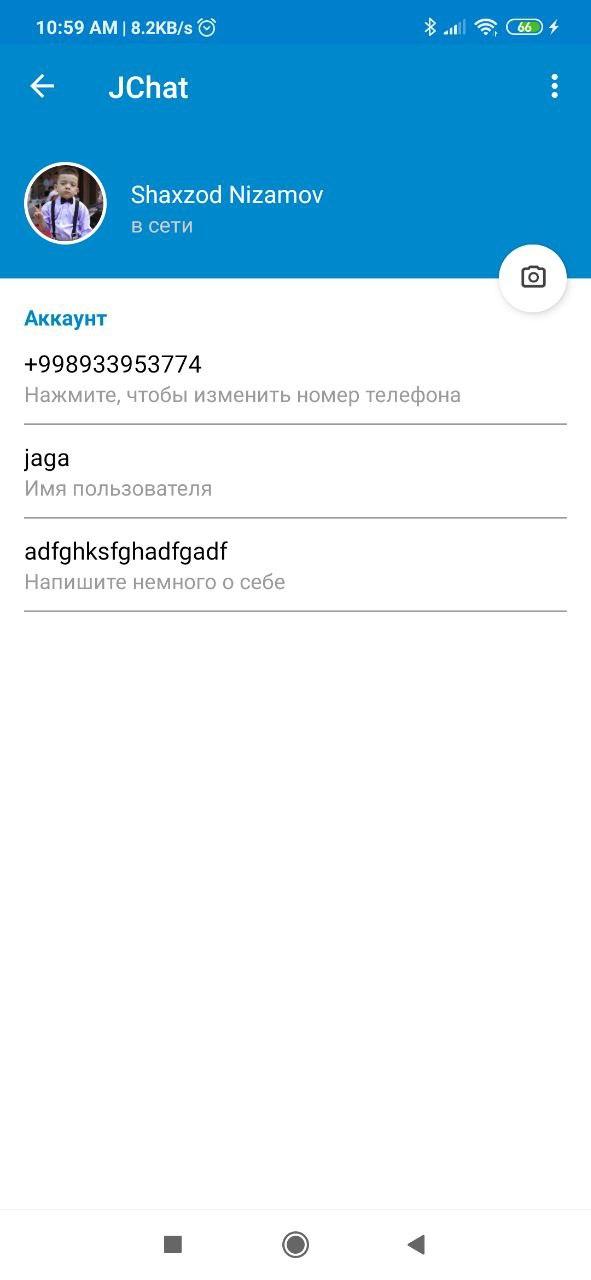 10:59 AM | 8.2KB/s 66
JChat
Shaxzod Nizamov
в сети
Аккаунт
+998933953774
Нажмите, чтобы изменить номер телефона
jaga
Имя пользователя
adfghksfghadfgadf
Напишите немного о себе